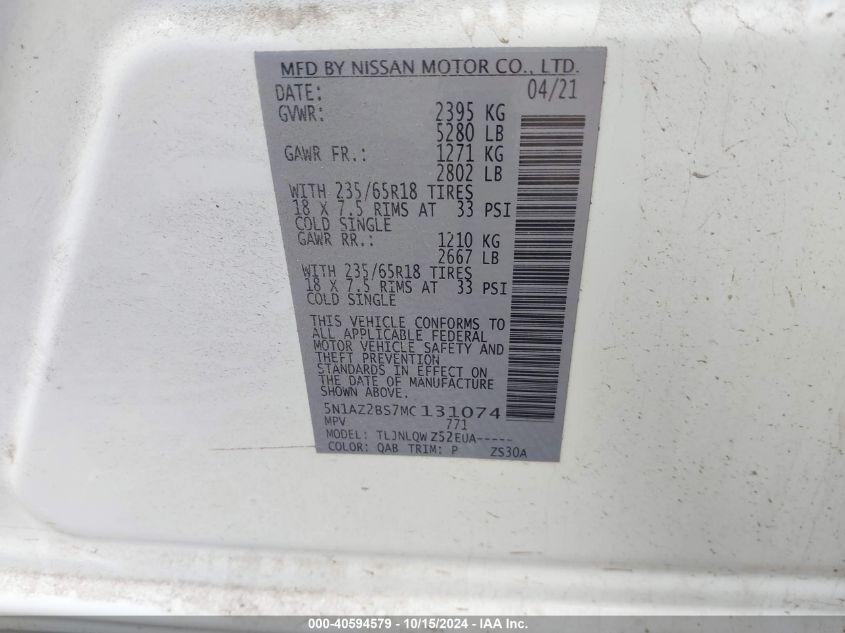 MFD BY NISSAN MOTOR CO., LTD.
DATE: 04/21
GVWR: 2395 KG
5280 LB
GAWR FR.: 1271 KG
2802 LB
WITH 235/65R18 TIRES
18 X 7.5 RIMS AT 33 PSI
COLD SINGLE
GAWR RR.: 1210 KG
2667 LB
WITH 235/65R18 TIRES
18 X 7.5 RIMS AT 33 PSI
COLD SINGLE
THIS VEHICLE CONFORMS TO
ALL APPLICABLE FEDERAL
MOTOR VEHICLE SAFETY AND
THEFT PREVENTION
STANDARDS IN EFFECT ON
THE DATE OF MANUFACTURE
SHOWN ABOVE.
5N1AZ2BS7MC131074
MPV 771
MODEL: TLJNLQW Z52EUA-----
COLOR: QAB TRIM: P ZS30A
000-40594579 - 10/15/2024 - IAA Inc.